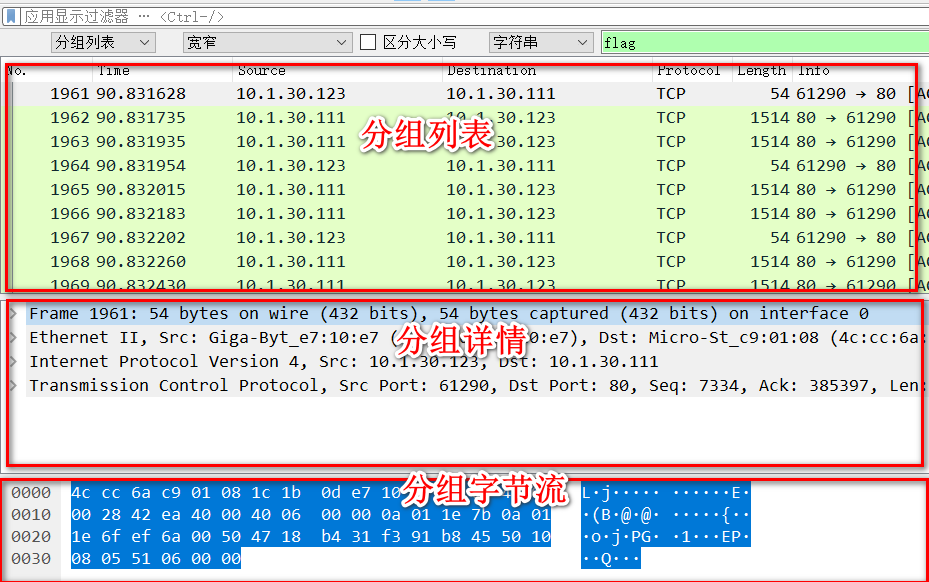 应用显示过滤器 … <Ctrl-/>
分组列表 宽窄 区分大小写 字符串 flag
No. Time Source Destination Protocol Length Info
1961 90.831628 10.1.30.123 10.1.30.111 TCP 54 61290 → 80 [AC
1962 90.831735 10.1.30.111 10.1.30.123 TCP 1514 80 → 61290 [AC
分组列表
1963 90.831935 10.1.30.111 10.1.30.123 TCP 1514 80 → 61290 [AC
1964 90.831954 10.1.30.123 10.1.30.111 TCP 54 61290 → 80 [AC
1965 90.832015 10.1.30.111 10.1.30.123 TCP 1514 80 → 61290 [AC
1966 90.832183 10.1.30.111 10.1.30.123 TCP 1514 80 → 61290 [AC
1967 90.832202 10.1.30.123 10.1.30.111 TCP 54 61290 → 80 [AC
1968 90.832260 10.1.30.111 10.1.30.123 TCP 1514 80 → 61290 [AC
1969 90.832430 10.1.30.111 10.1.30.123 TCP 1514 80 → 61290 [AC
Frame 1961: 54 bytes on wire (432 bits), 54 bytes captured (432 bits) on interface 0
Ethernet II, Src: Giga-Byt_e7:10:e7 ( 0:e7), Dst: Micro-St_c9:01:08 (4c:cc:6a:
分组详情
Internet Protocol Version 4, Src: 10.1.30.123, Dst: 10.1.30.111
Transmission Control Protocol, Src Port: 61290, Dst Port: 80, Seq: 7334, Ack: 385397, Len:
分组字节流
0000 4c cc 6a c9 01 08 1c 1b 0d e7 10 L·j····· ······E·
0010 00 28 42 ea 40 00 40 06 00 00 0a 01 1e 7b 0a 01 ·(B·@·@· ·····{··
0020 1e 6f ef 6a 00 50 47 18 b4 31 f3 91 b8 45 50 10 ·o·j·PG· ·1···EP·
0030 08 05 51 06 00 00 ··Q···